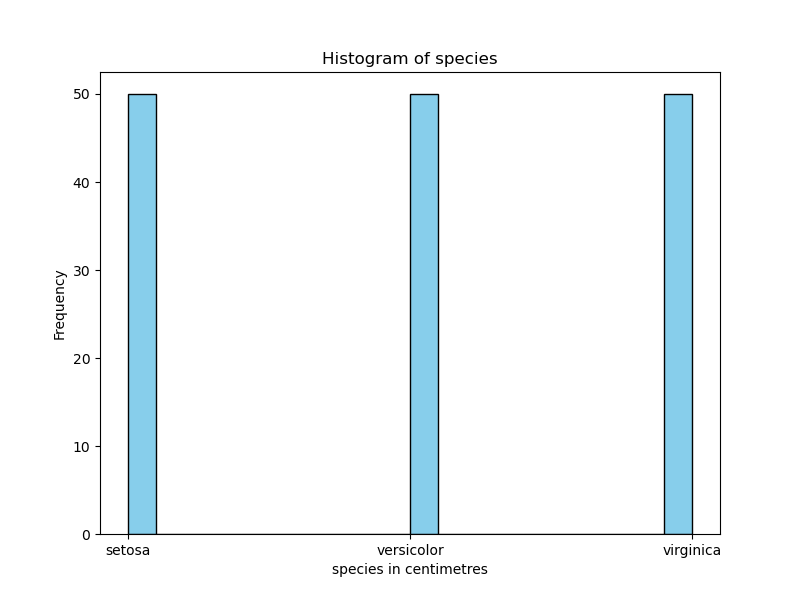 Histogram of species
50
40
30
20
10
0
Frequency
setosa versicolor virginica
species in centimetres